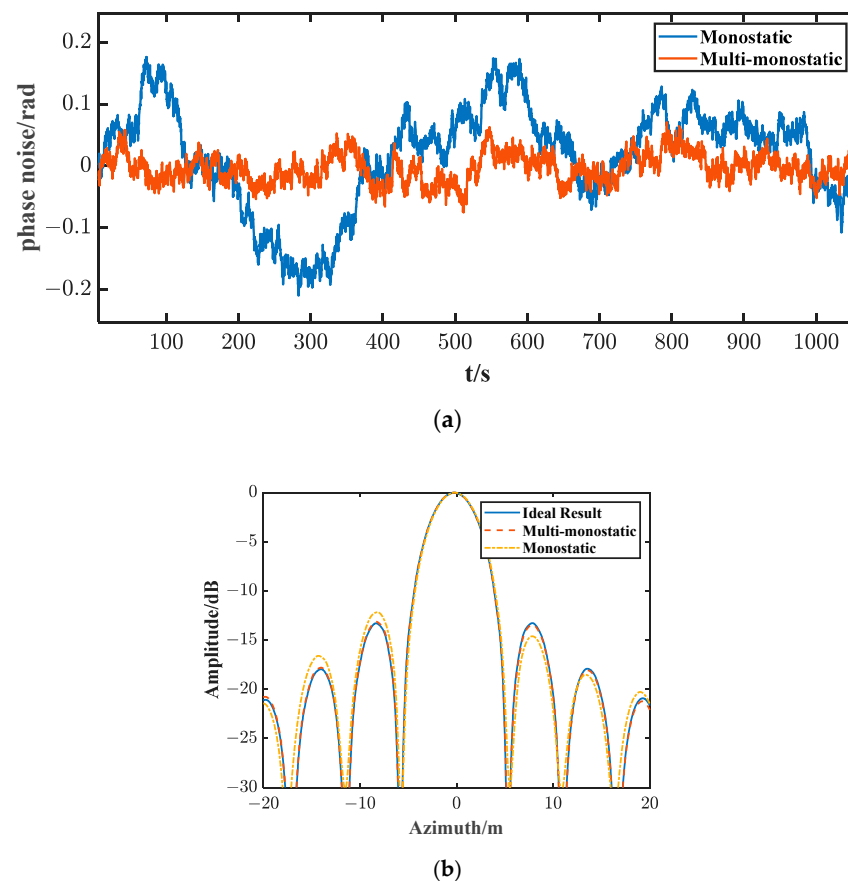 phase noise/rad
0.2
0.1
0
−0.1
−0.2
Monostatic
Multi-monostatic
100 200 300 400 500 600 700 800 900 1000
t/s
(a)
Amplitude/dB
0
−5
−10
−15
−20
−25
−30
Ideal Result
Multi-monostatic
Monostatic
−20 −10 0 10 20
Azimuth/m
(b)